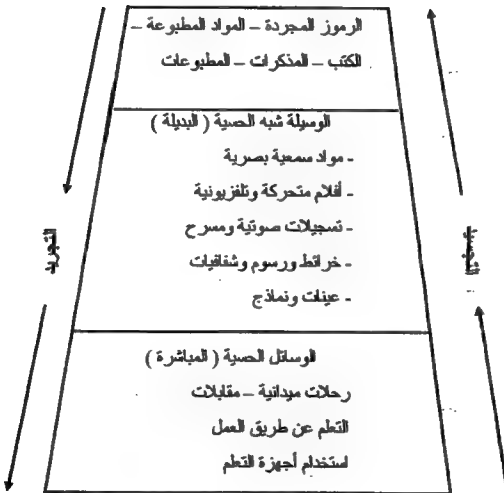 الرموز المجردة – المواد المطبوعة –
الكتب – المذكرات – المطبوعات
الوسيلة شبه الحسية ( البديلة )
- مواد سمعية بصرية
- أفلام متحركة وتلفزيونية
- تسجيلات صوتية ومسرح
- خرائط ورسوم وشفافيات
- عينات ونماذج
الوسائل الحسية ( المباشرة )
رحلات ميدانية – مقابلات
التعلم عن طريق العمل
استخدام أجهزة التعلم
التجريد